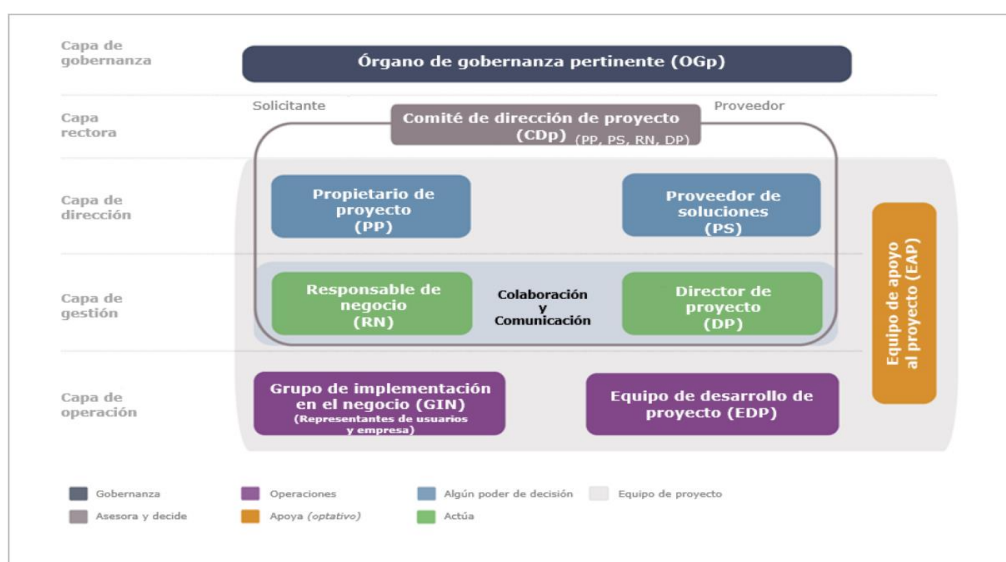 Capa de
gobernanza
Órgano de gobernanza pertinente (OGp)
Solicitante
Proveedor
Capa
rectora
Comité de dirección de proyecto
(CDp) (PP, PS, RN, DP)
Capa de
dirección
Propietario de
proyecto
(PP)
Proveedor de
soluciones
(PS)
Capa de
gestión
Responsable de
negocio
(RN)
Colaboración
y
Comunicación
Director de
proyecto
(DP)
Equipo de apoyo
al proyecto (EAP)
Capa de
operación
Grupo de implementación
en el negocio (GIN)
(Representantes de usuarios
y empresa)
Equipo de desarrollo de
proyecto (EDP)
Gobernanza
Operaciones
Algún poder de decisión
Equipo de proyecto
Asesora y decide
Apoya (optativo)
Actúa